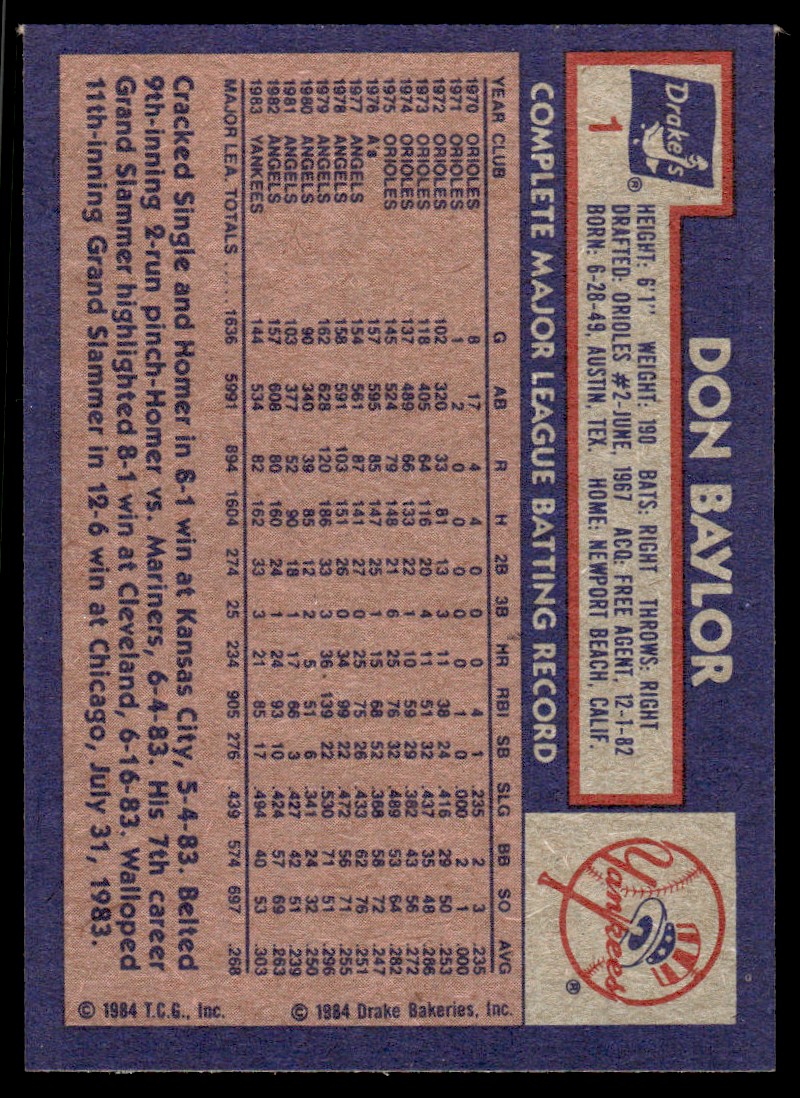 Drake's ®
1
DON BAYLOR
HEIGHT: 6'1" WEIGHT: 190 BATS: RIGHT THROWS: RIGHT
DRAFTED: ORIOLES #2-JUNE, 1967 ACQ: FREE AGENT, 12-1-82
BORN: 6-28-49, AUSTIN, TEX. HOME: NEWPORT BEACH, CALIF.
Yankees ®
COMPLETE MAJOR LEAGUE BATTING RECORD
YEAR CLUB G AB R H 2B 3B HR RBI SB SLG BB SO AVG
1970 ORIOLES 8 17 4 4 0 0 0 4 1 .235 2 3 .235
1971 ORIOLES 1 2 0 0 0 0 0 1 0 .000 2 1 .000
1972 ORIOLES 102 320 33 81 13 3 11 38 24 .416 29 50 .253
1973 ORIOLES 118 405 64 116 20 4 11 51 32 .437 35 48 .286
1974 ORIOLES 137 489 66 133 22 1 10 59 29 .382 43 56 .272
1975 ORIOLES 145 524 79 148 21 6 25 76 32 .489 53 64 .282
1976 A's 157 595 85 147 25 1 15 68 52 .368 58 72 .247
1977 ANGELS 154 561 87 141 27 0 25 75 26 .433 62 76 .251
1978 ANGELS 158 591 103 151 26 0 34 99 22 .472 56 71 .255
1979 ANGELS 162 628 120 186 33 3 36 139 22 .530 71 51 .296
1980 ANGELS 90 340 39 85 12 2 5 51 6 .341 24 32 .250
1981 ANGELS 103 377 52 90 18 1 17 66 3 .427 42 51 .239
1982 ANGELS 157 608 80 160 24 1 24 93 10 .424 57 69 .263
1983 YANKEES 144 534 82 162 33 3 21 85 17 .494 40 53 .303
MAJOR LEA. TOTALS ..... 1636 5991 894 1604 274 25 234 905 276 .439 574 697 .268
Cracked Single and Homer in 6-1 win at Kansas City, 5-4-83. Belted
9th-inning 2-run pinch-Homer vs. Mariners, 6-4-83. His 7th career
Grand Slammer highlighted 8-1 win at Cleveland, 6-16-83. Walloped
11th-inning Grand Slammer in 12-6 win at Chicago, July 31, 1983.
© 1984 T.C.G., Inc. © 1984 Drake Bakeries, Inc.